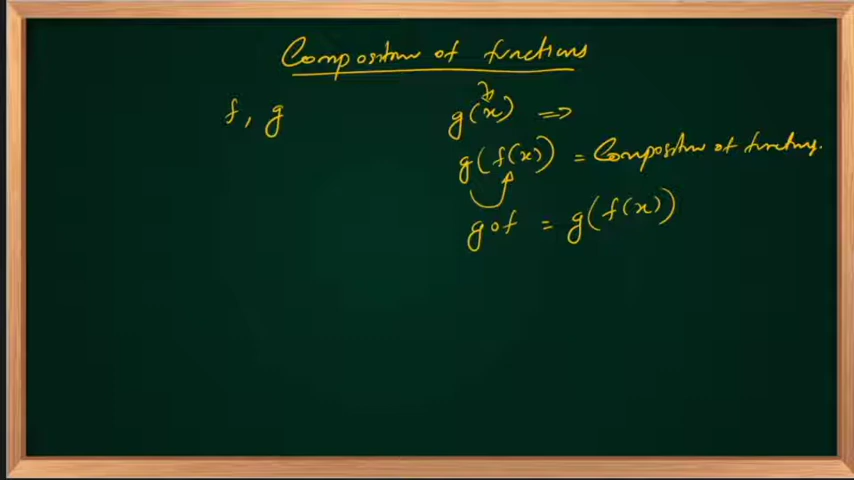 Composition of functions
f, g
g(x) ⇒
g(f(x)) = Composition of functions.
gof = g(f(x))